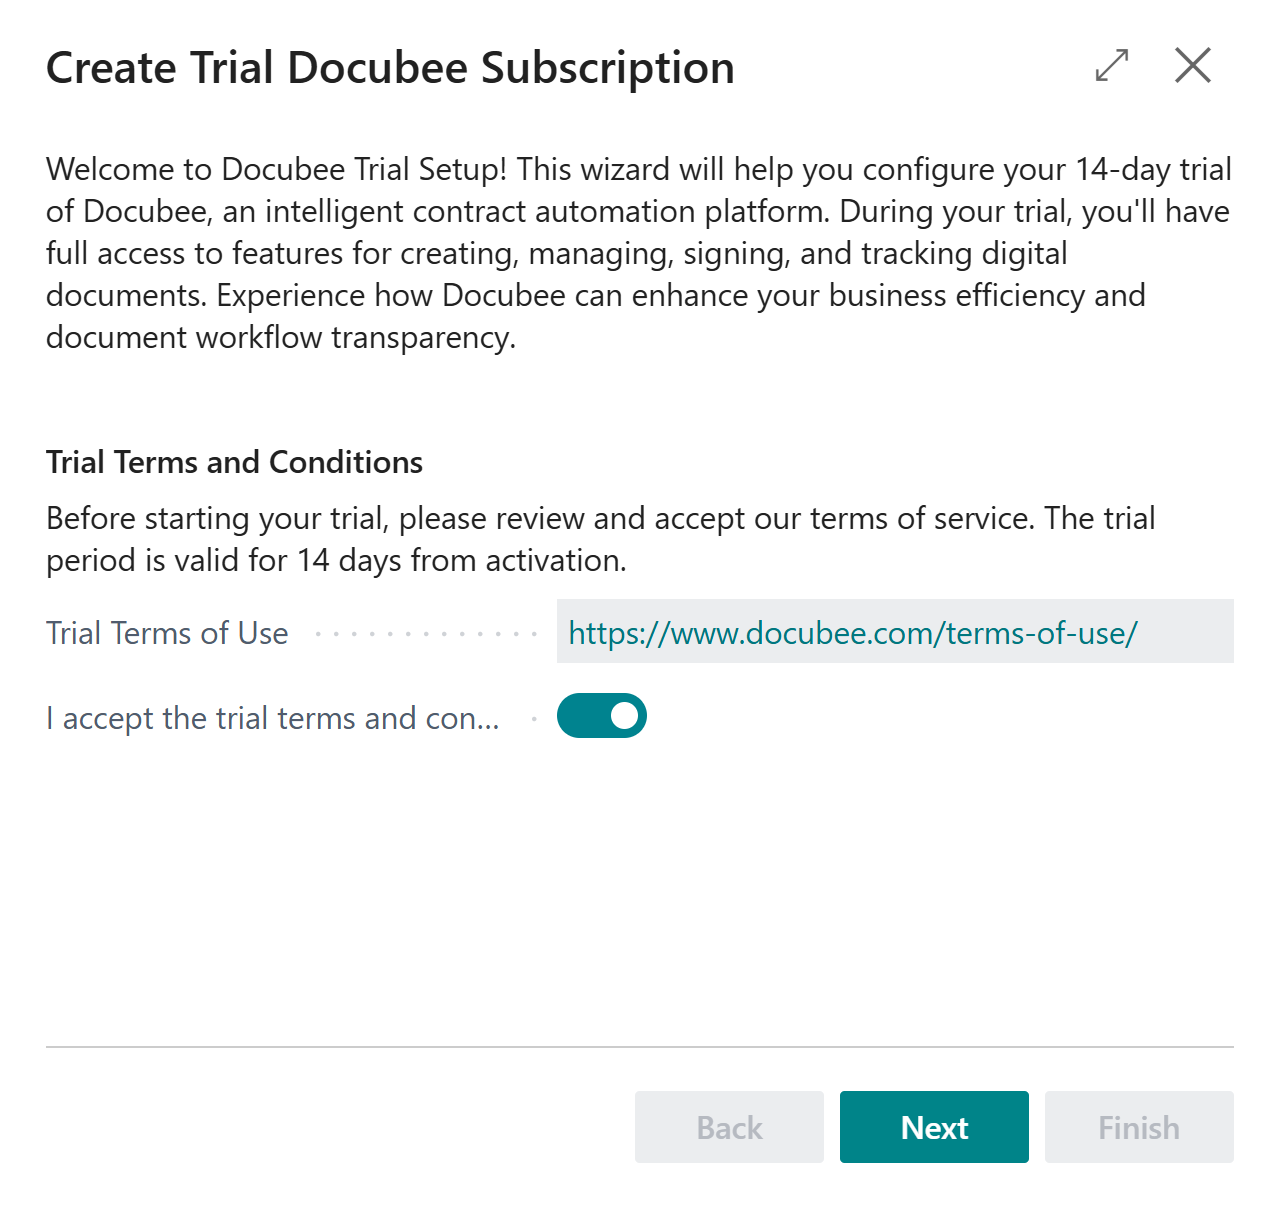 Create Trial Docubee Subscription
Welcome to Docubee Trial Setup! This wizard will help you configure your 14-day trial
of Docubee, an intelligent contract automation platform. During your trial, you'll have
full access to features for creating, managing, signing, and tracking digital
documents. Experience how Docubee can enhance your business efficiency and
document workflow transparency.
Trial Terms and Conditions
Before starting your trial, please review and accept our terms of service. The trial
period is valid for 14 days from activation.
Trial Terms of Use https://www.docubee.com/terms-of-use/
I accept the trial terms and con...
Back Next Finish